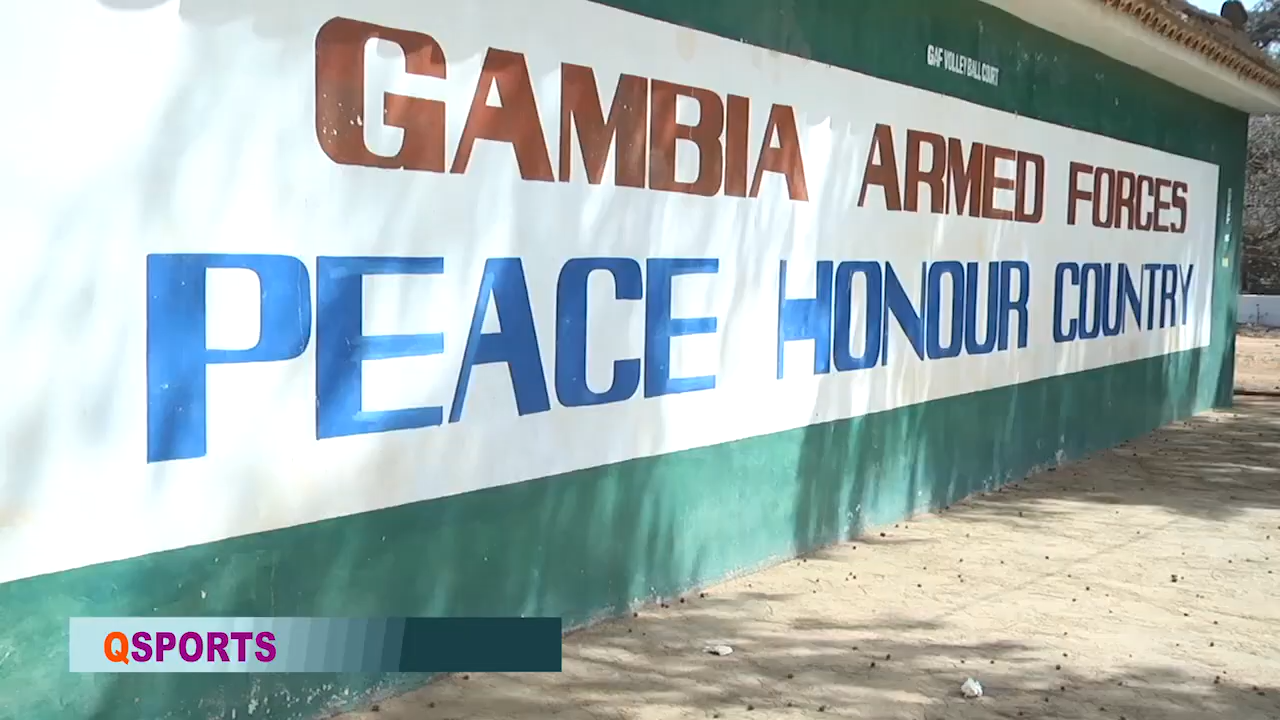 GAF VOLLEY BALL COURT
GAMBIA ARMED FORCES
PEACE HONOUR COUNTRY
QSPORTS